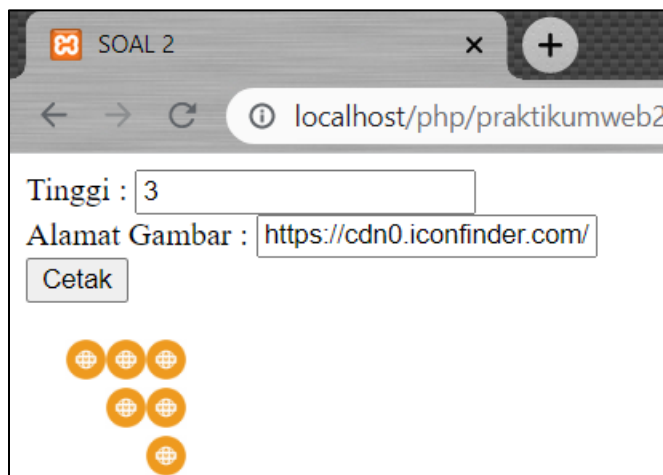 SOAL 2
localhost/php/praktikumweb2
Tinggi : 3
Alamat Gambar : https://cdn0.iconfinder.com/
Cetak